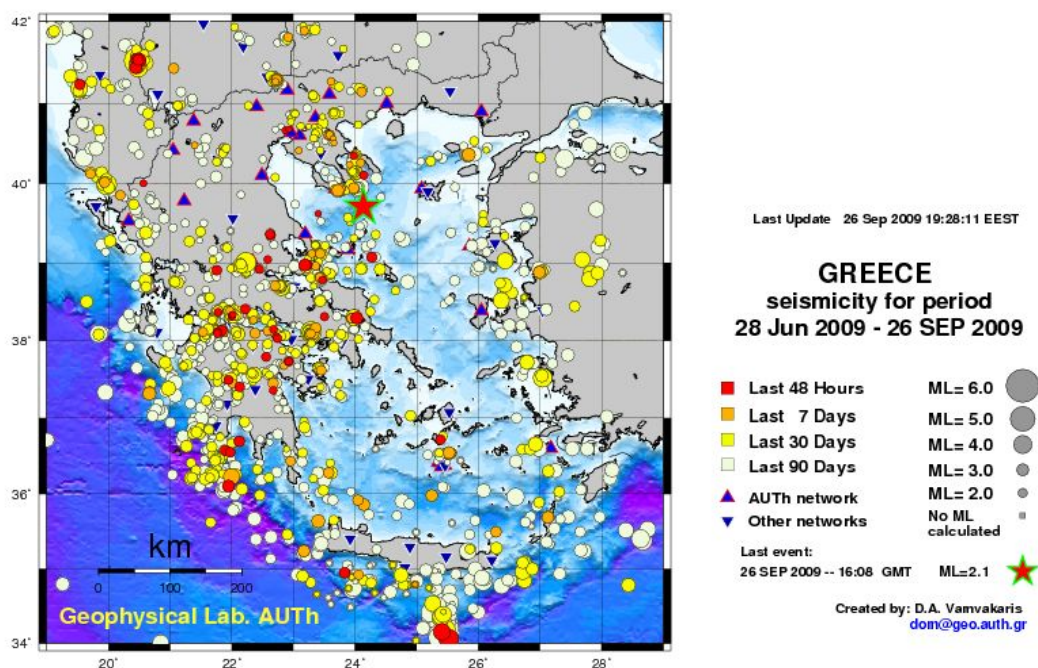 42°
40°
38°
36°
34°
20°
22°
24°
26°
28°
km
0 100 200
Geophysical Lab. AUTh
Last Update 26 Sep 2009 19:28:11 EEST
GREECE
seismicity for period
28 Jun 2009 - 26 SEP 2009
Last 48 Hours
Last 7 Days
Last 30 Days
Last 90 Days
AUTh network
Other networks
ML= 6.0
ML= 5.0
ML= 4.0
ML= 3.0
ML= 2.0
No ML
calculated
Last event:
26 SEP 2009 -- 16:08 GMT ML=2.1
Created by: D.A. Vamvakaris
dom@geo.auth.gr